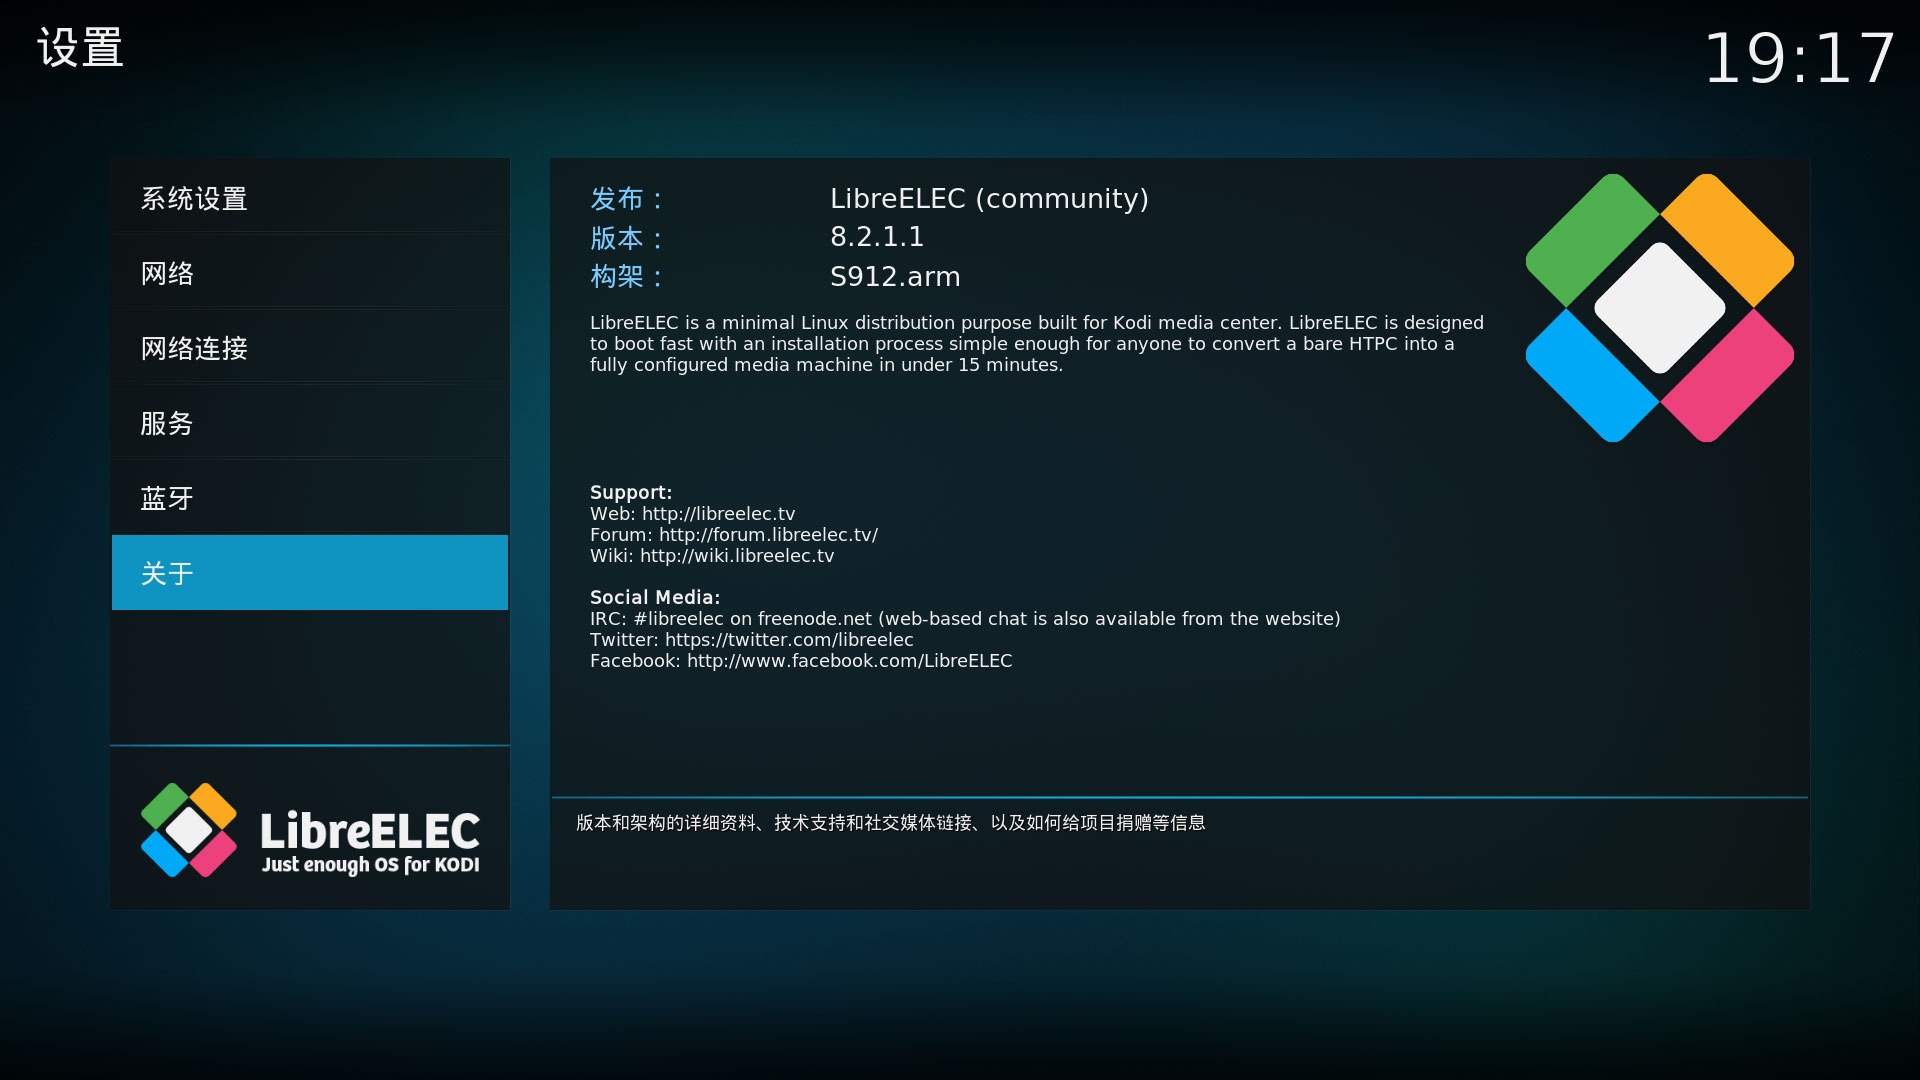 设置
19:17
系统设置
网络
网络连接
服务
蓝牙
关于
LibreELEC
Just enough OS for KODI
发布： LibreELEC (community)
版本： 8.2.1.1
构架： S912.arm
LibreELEC is a minimal Linux distribution purpose built for Kodi media center. LibreELEC is designed
to boot fast with an installation process simple enough for anyone to convert a bare HTPC into a
fully configured media machine in under 15 minutes.
Support:
Web: http://libreelec.tv
Forum: http://forum.libreelec.tv/
Wiki: http://wiki.libreelec.tv
Social Media:
IRC: #libreelec on freenode.net (web-based chat is also available from the website)
Twitter: https://twitter.com/libreelec
Facebook: http://www.facebook.com/LibreELEC
版本和架构的详细资料、技术支持和社交媒体链接、以及如何给项目捐赠等信息